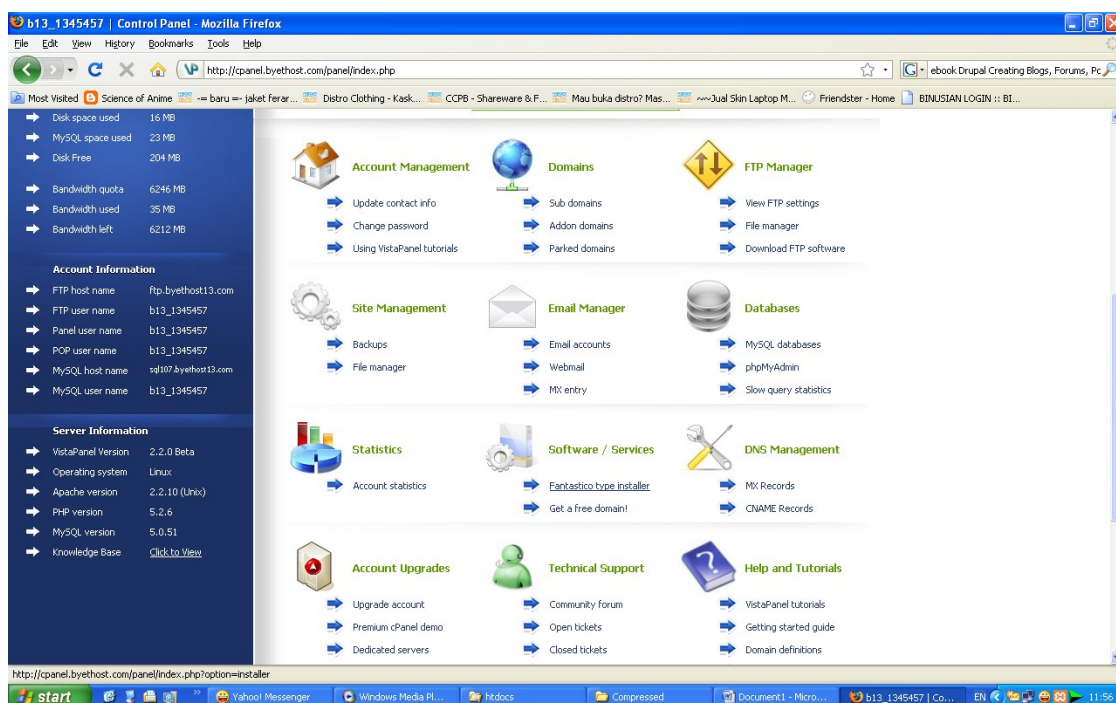 b13_1345457 | Control Panel - Mozilla Firefox
File Edit View History Bookmarks Tools Help
http://cpanel.byethost.com/panel/index.php
ebook Drupal Creating Blogs, Forums, Pc
Most Visited Science of Anime -= baru =- jaket ferar... Distro Clothing - Kask... CCPB - Shareware & F... Mau buka distro? Mas... ~~Jual Skin Laptop M... Friendster - Home BINUSIAN LOGIN :: BI...
Disk space used 16 MB
MySQL space used 23 MB
Disk Free 204 MB
Bandwidth quota 6246 MB
Bandwidth used 35 MB
Bandwidth left 6212 MB
Account Information
FTP host name ftp.byethost13.com
FTP user name b13_1345457
Panel user name b13_1345457
POP user name b13_1345457
MySQL host name sql107.byethost13.com
MySQL user name b13_1345457
Server Information
VistaPanel Version 2.2.0 Beta
Operating system Linux
Apache version 2.2.10 (Unix)
PHP version 5.2.6
MySQL version 5.0.51
Knowledge Base Click to View
Account Management
Update contact info
Change password
Using VistaPanel tutorials
Domains
Sub domains
Addon domains
Parked domains
FTP Manager
View FTP settings
File manager
Download FTP software
Site Management
Backups
File manager
Email Manager
Email accounts
Webmail
MX entry
Databases
MySQL databases
phpMyAdmin
Slow query statistics
Statistics
Account statistics
Software / Services
Fantastico type installer
Get a free domain!
DNS Management
MX Records
CNAME Records
Account Upgrades
Upgrade account
Premium cPanel demo
Dedicated servers
Technical Support
Community forum
Open tickets
Closed tickets
Help and Tutorials
VistaPanel tutorials
Getting started guide
Domain definitions
http://cpanel.byethost.com/panel/index.php?option=installer
start Yahoo! Messenger Windows Media Pl... htdocs Compressed Document1 - Micro... b13_1345457 | Co... EN 11:56